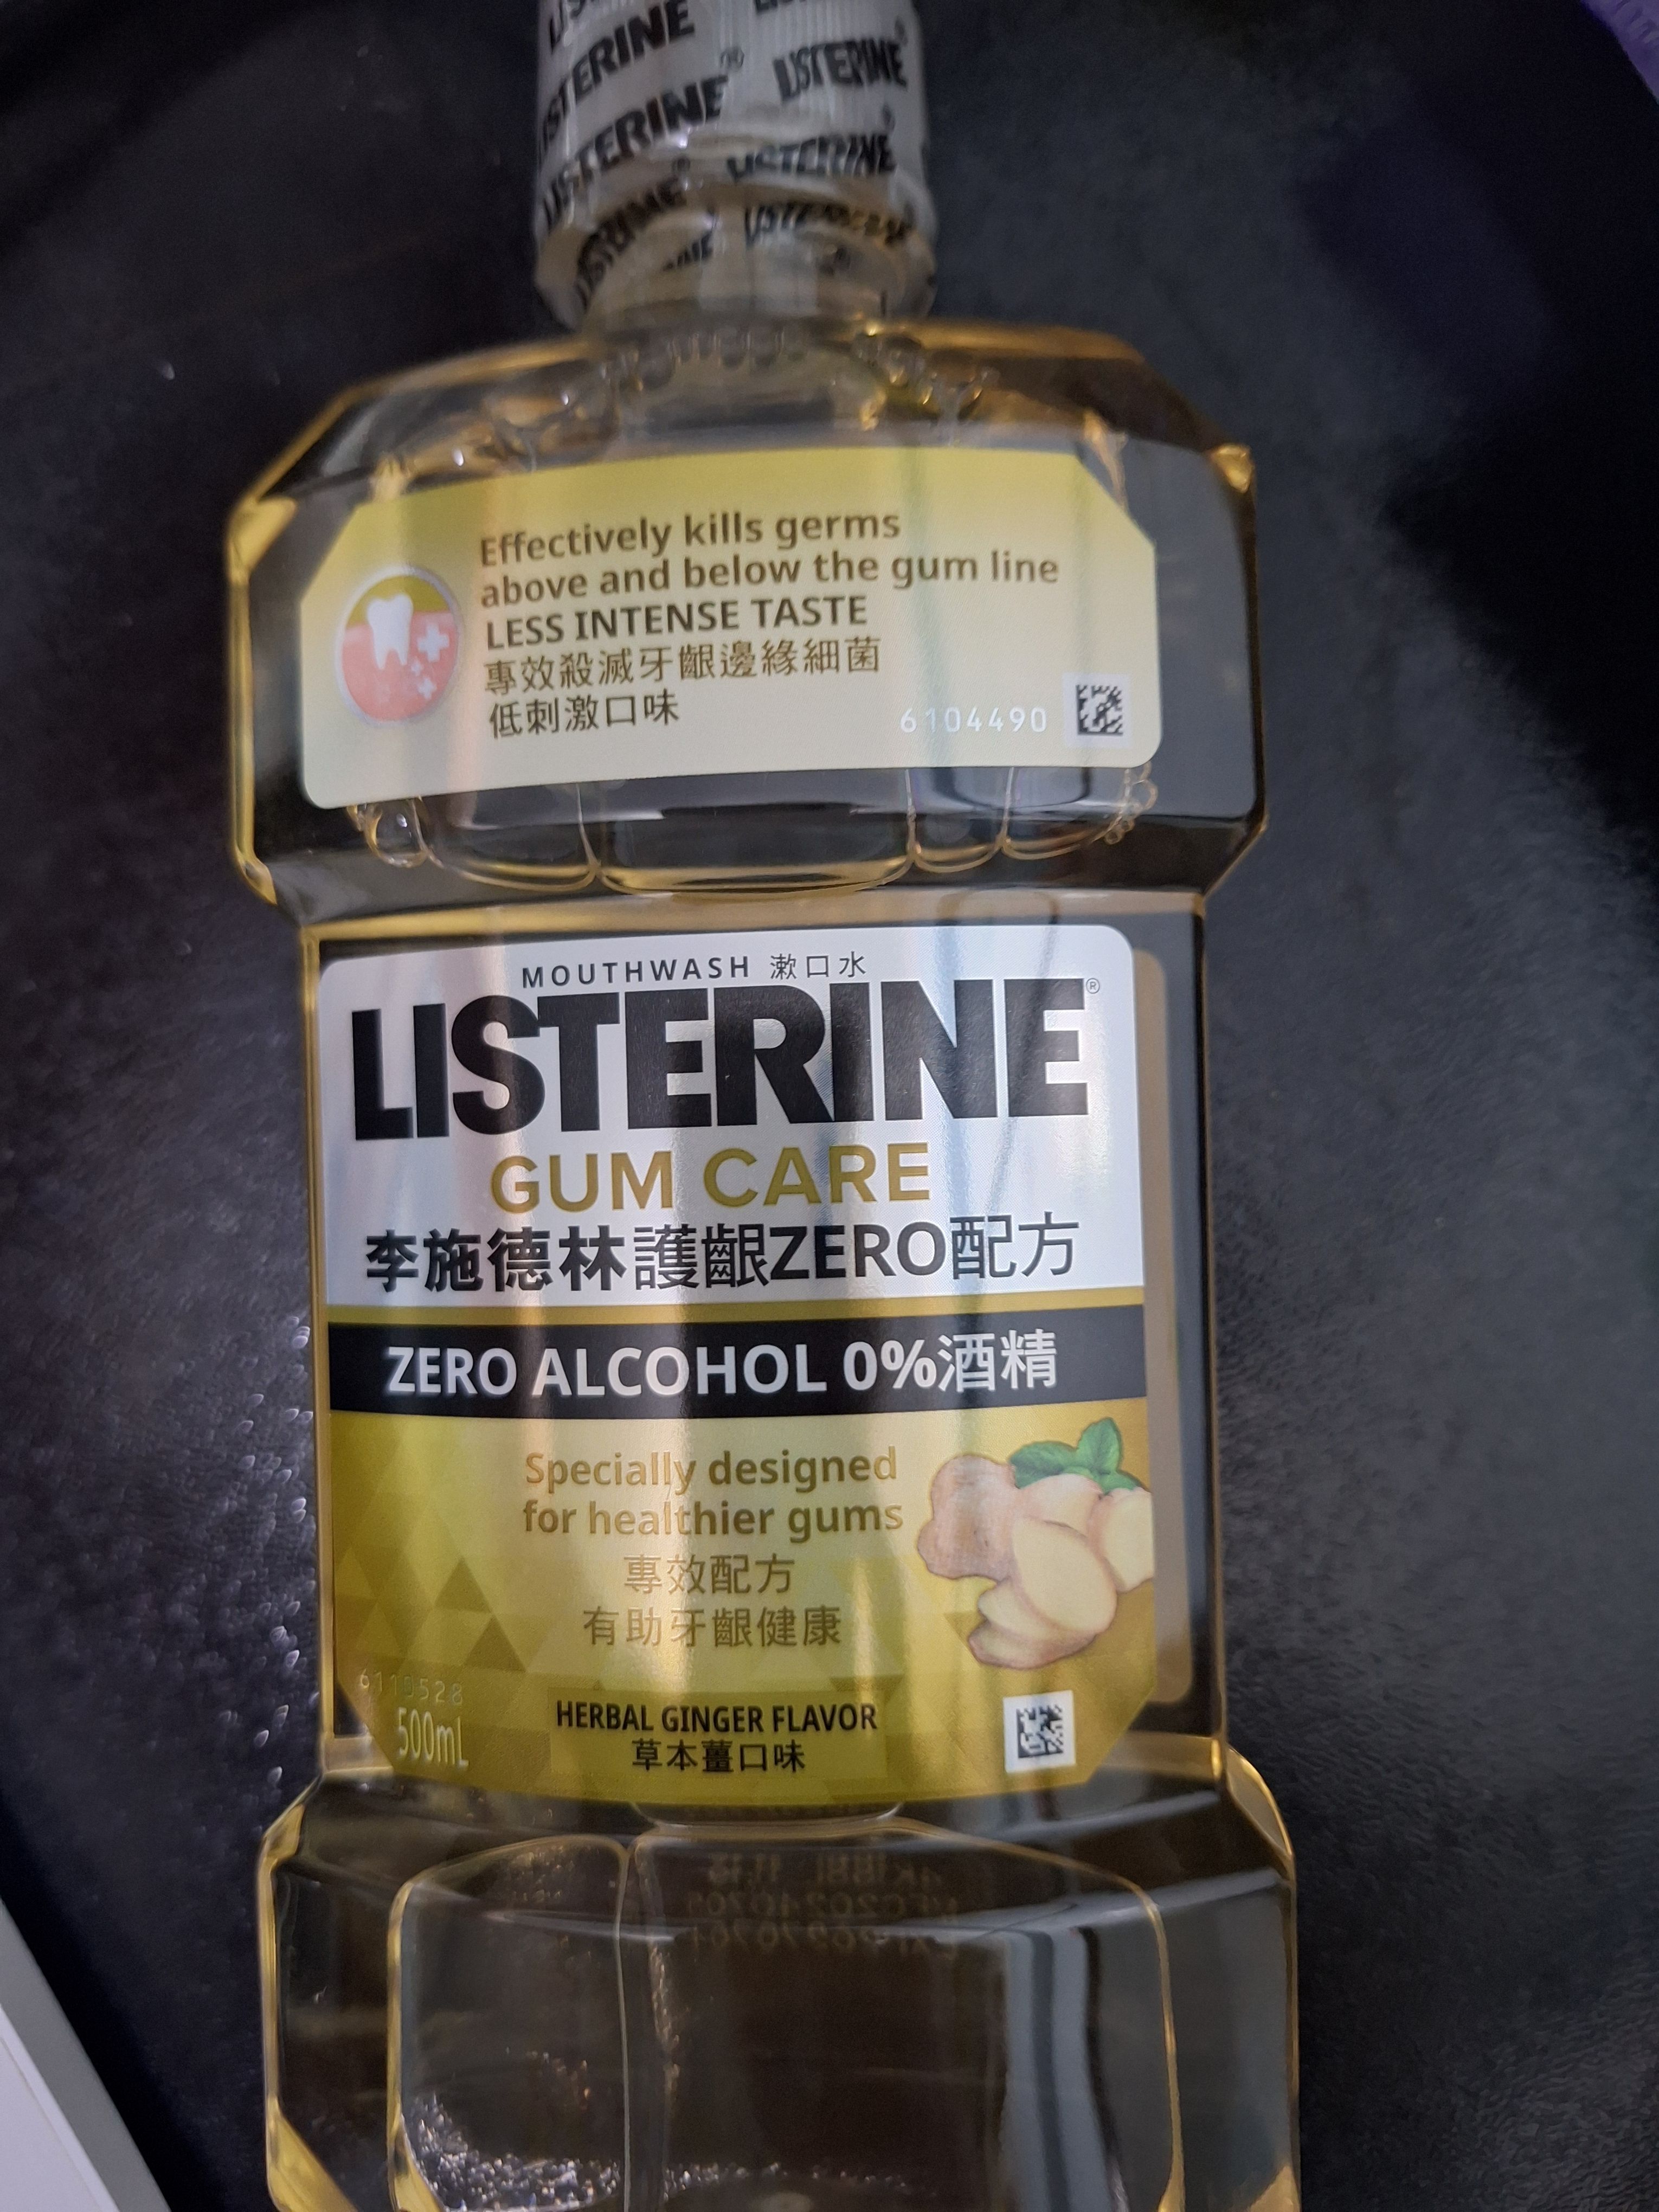 LISTERINE
LISTERINE
LISTERINE
LISTERINE
LISTERINE
Effectively kills germs
above and below the gum line
LESS INTENSE TASTE
專效殺滅牙齦邊緣細菌
低刺激口味
6104490
MOUTHWASH 漱口水
LISTERINE®
GUM CARE
李施德林護齦ZERO配方
ZERO ALCOHOL 0%酒精
Specially designed
for healthier gums
專效配方
有助牙齦健康
6110528
500mL
HERBAL GINGER FLAVOR
草本薑口味